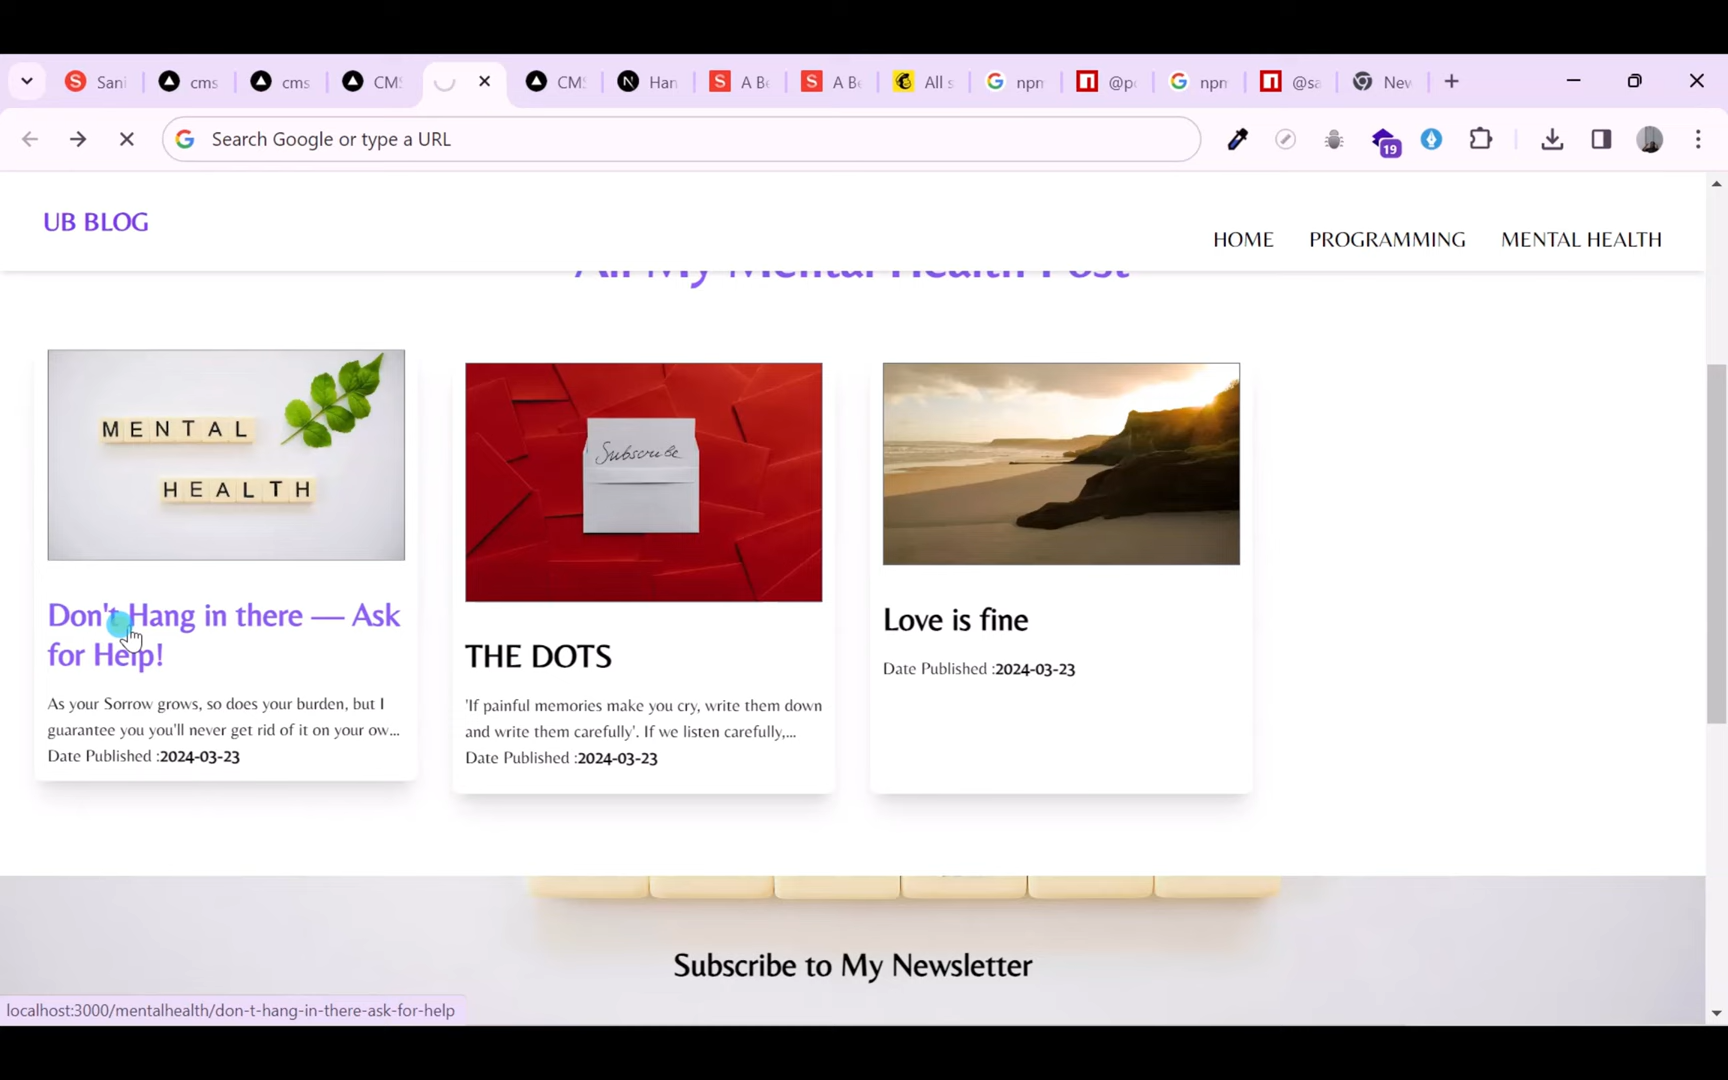 Sani
cms
cms
CMS
CMS
Han
A Be
A Be
All s
npm
@po
npm
@sa
New
Search Google or type a URL
19
UB BLOG
HOME
PROGRAMMING
MENTAL HEALTH
All My Mental Health Post
MENTAL
HEALTH
Subscribe
Don't Hang in there — Ask
for Help!
As your Sorrow grows, so does your burden, but I
guarantee you you'll never get rid of it on your ow...
Date Published :2024-03-23
THE DOTS
'If painful memories make you cry, write them down
and write them carefully'. If we listen carefully,...
Date Published :2024-03-23
Love is fine
Date Published :2024-03-23
Subscribe to My Newsletter
localhost:3000/mentalhealth/don-t-hang-in-there-ask-for-help